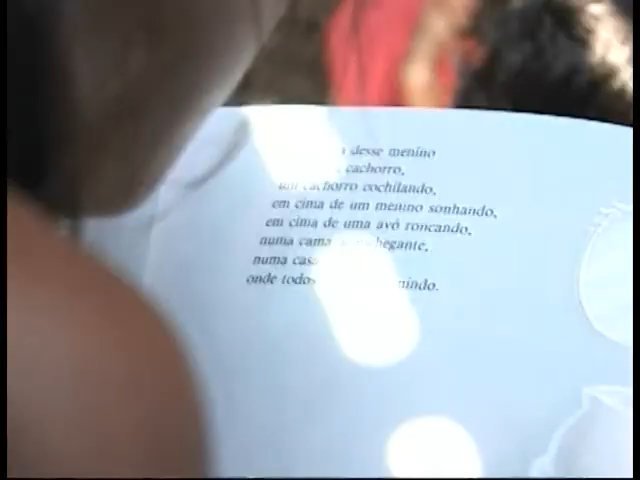 desse menino
cachorro,
um cachorro cochilando,
em cima de um menino sonhando,
em cima de uma avó roncando,
numa cama
numa casa
onde todos